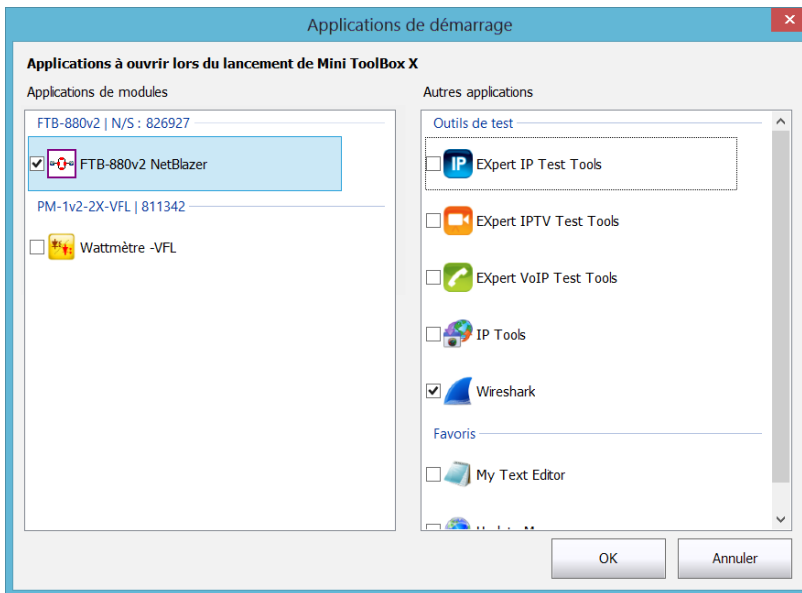 Applications de démarrage
Applications à ouvrir lors du lancement de Mini ToolBox X
Applications de modules
FTB-880v2 | N/S : 826927
FTB-880v2 NetBlazer
PM-1v2-2X-VFL | 811342
Wattmètre -VFL
Autres applications
Outils de test
IP
EXpert IP Test Tools
EXpert IPTV Test Tools
EXpert VoIP Test Tools
IP Tools
Wireshark
Favoris
My Text Editor
OK
Annuler